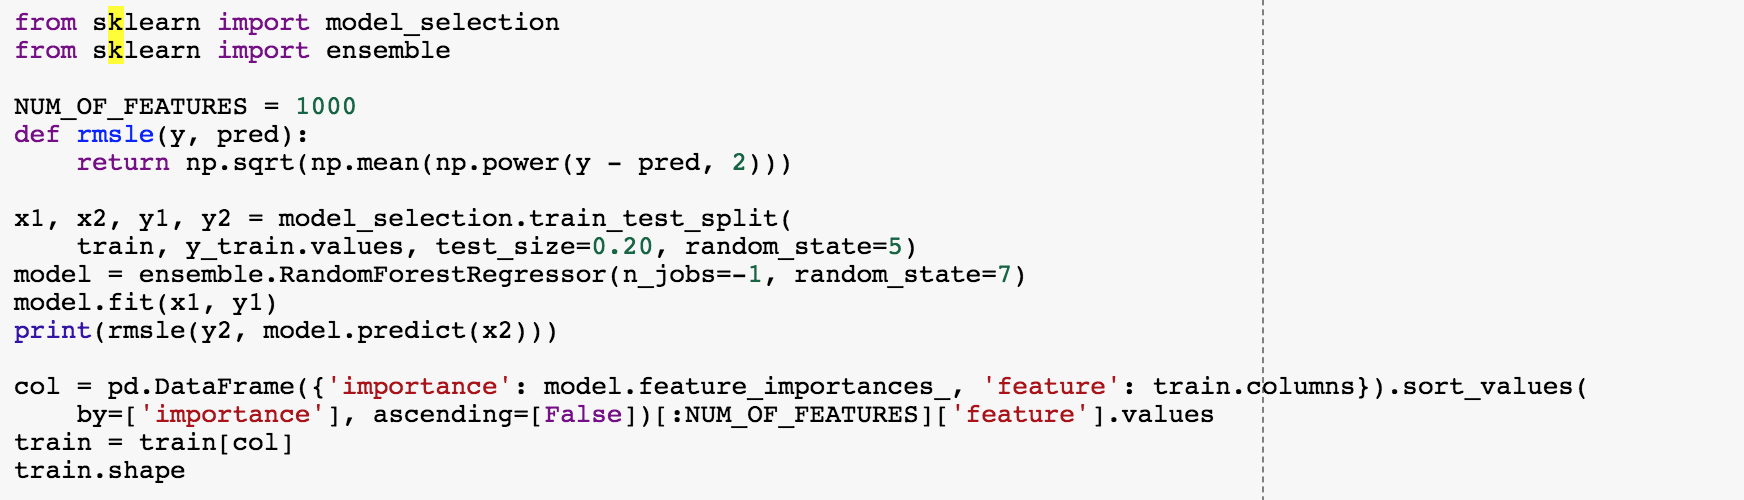 from sklearn import model_selection
from sklearn import ensemble

NUM_OF_FEATURES = 1000
def rmsle(y, pred):
    return np.sqrt(np.mean(np.power(y - pred, 2)))

x1, x2, y1, y2 = model_selection.train_test_split(
    train, y_train.values, test_size=0.20, random_state=5)
model = ensemble.RandomForestRegressor(n_jobs=-1, random_state=7)
model.fit(x1, y1)
print(rmsle(y2, model.predict(x2)))

col = pd.DataFrame({'importance': model.feature_importances_, 'feature': train.columns}).sort_values(
    by=['importance'], ascending=[False])[:NUM_OF_FEATURES]['feature'].values
train = train[col]
train.shape